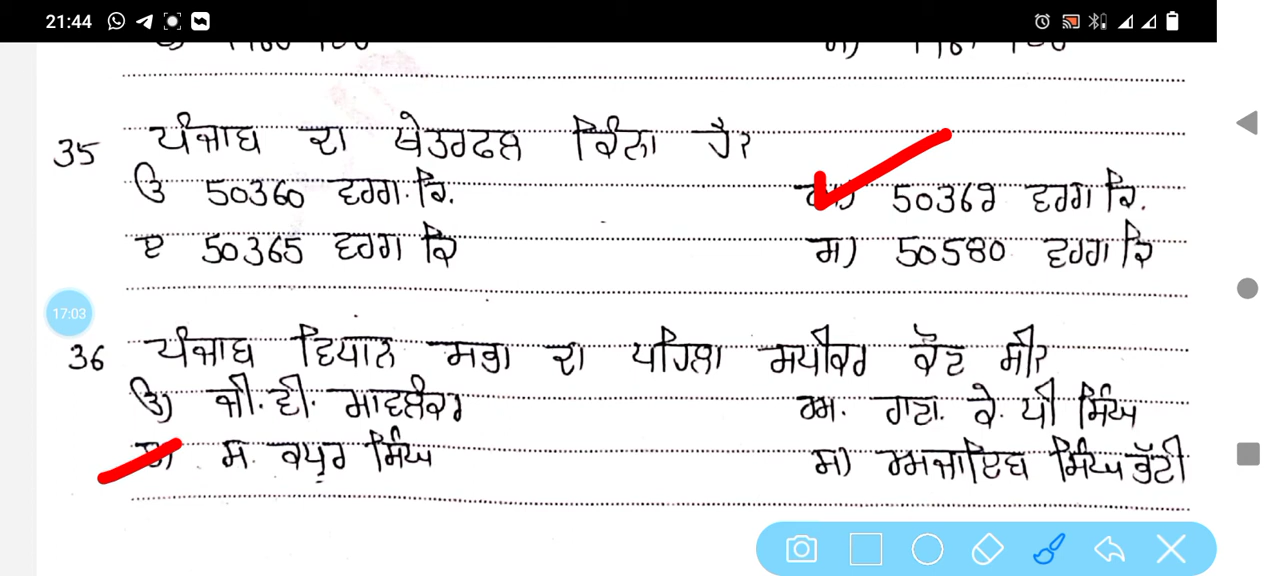 21:44
35 ਪੰਜਾਬ ਦਾ ਖੇਤਰਫਲ ਕਿੰਨਾ ਹੈ?
ੳ 50360 ਵਰਗ.ਕਿ. ਅ) 50362 ਵਰਗ ਕਿ.
ੲ 50365 ਵਰਗ ਕਿ ਸ) 50580 ਵਰਗ ਕਿ
17:03
36 ਪੰਜਾਬ ਵਿਧਾਨ ਸਭਾ ਦਾ ਪਹਿਲਾ ਸਪੀਕਰ ਕੌਣ ਸੀ?
ੳ) ਜੀ.ਵੀ. ਮਾਵਲੰਕਰ ਅ. ਰਾਣਾ. ਕੇ. ਪੀ ਸਿੰਘ
ੲ) ਸ. ਕਪੂਰ ਸਿੰਘ ਸ) ਅਜਾਇਬ ਸਿੰਘ ਭੱਟੀ